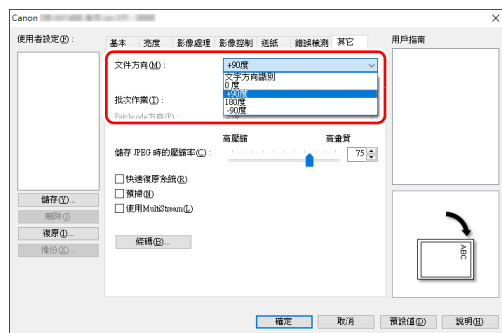 Canon
使用者設定(F):
基本 亮度 影像處理 影像控制 送紙 錯誤檢測 其它
用戶指南
文件方向(M): +90度
文字方向識別
0 度
+90度
批次作業(I):
180度
-90度
Patchcode方向(P):
高壓縮 高畫質
儲存 JPEG 時的壓縮率(C): 75
快速復原系統(R)
預掃(N)
使用MultiStream(L)
條碼(B)...
儲存(Y)...
刪除(J)
復原(I)...
備份(X)...
ABC
確定 取消 預設值(D) 說明(H)